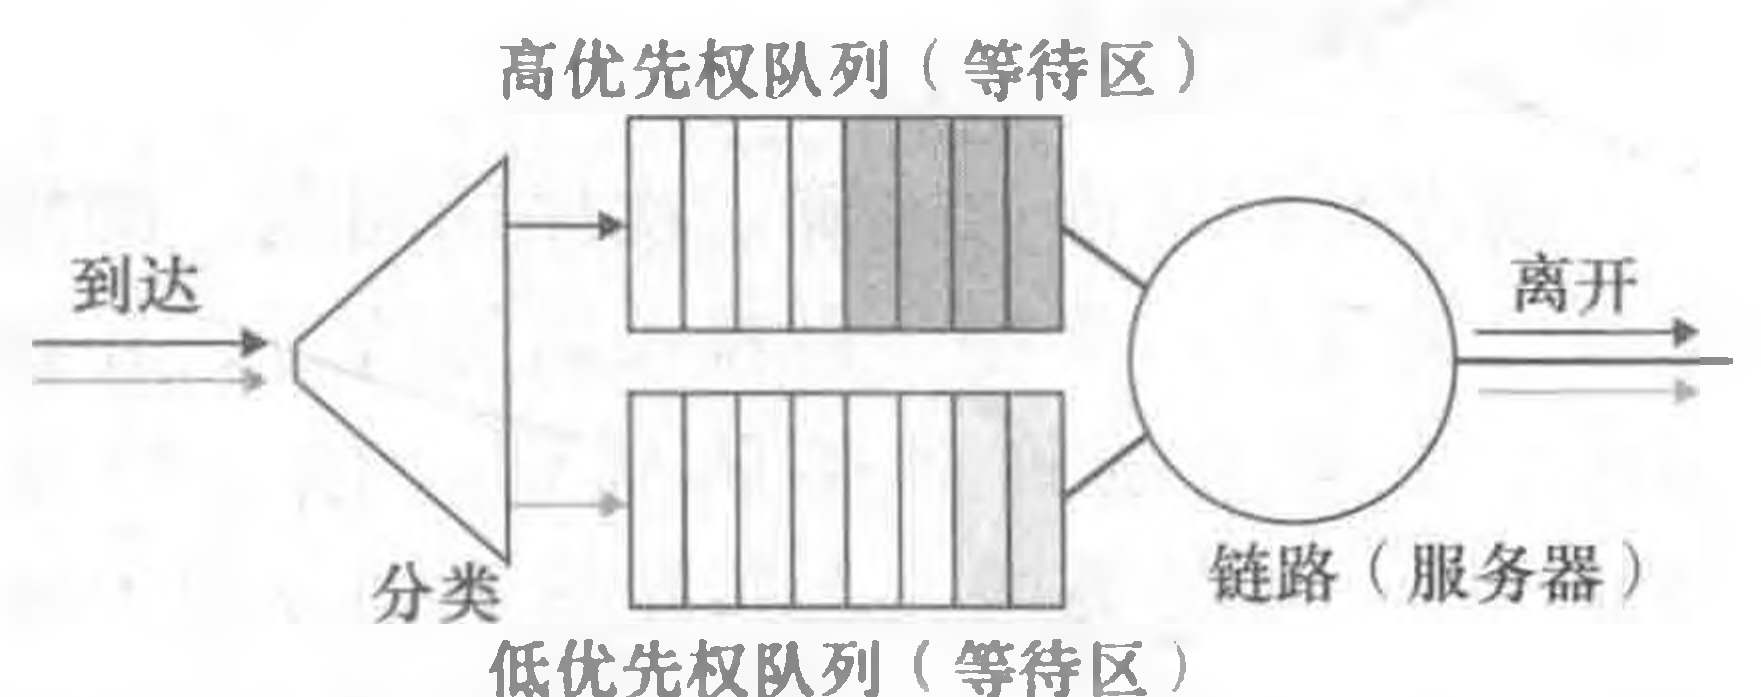 高优先权队列（等待区）
到达
离开
分类
链路（服务器）
低优先权队列（等待区）